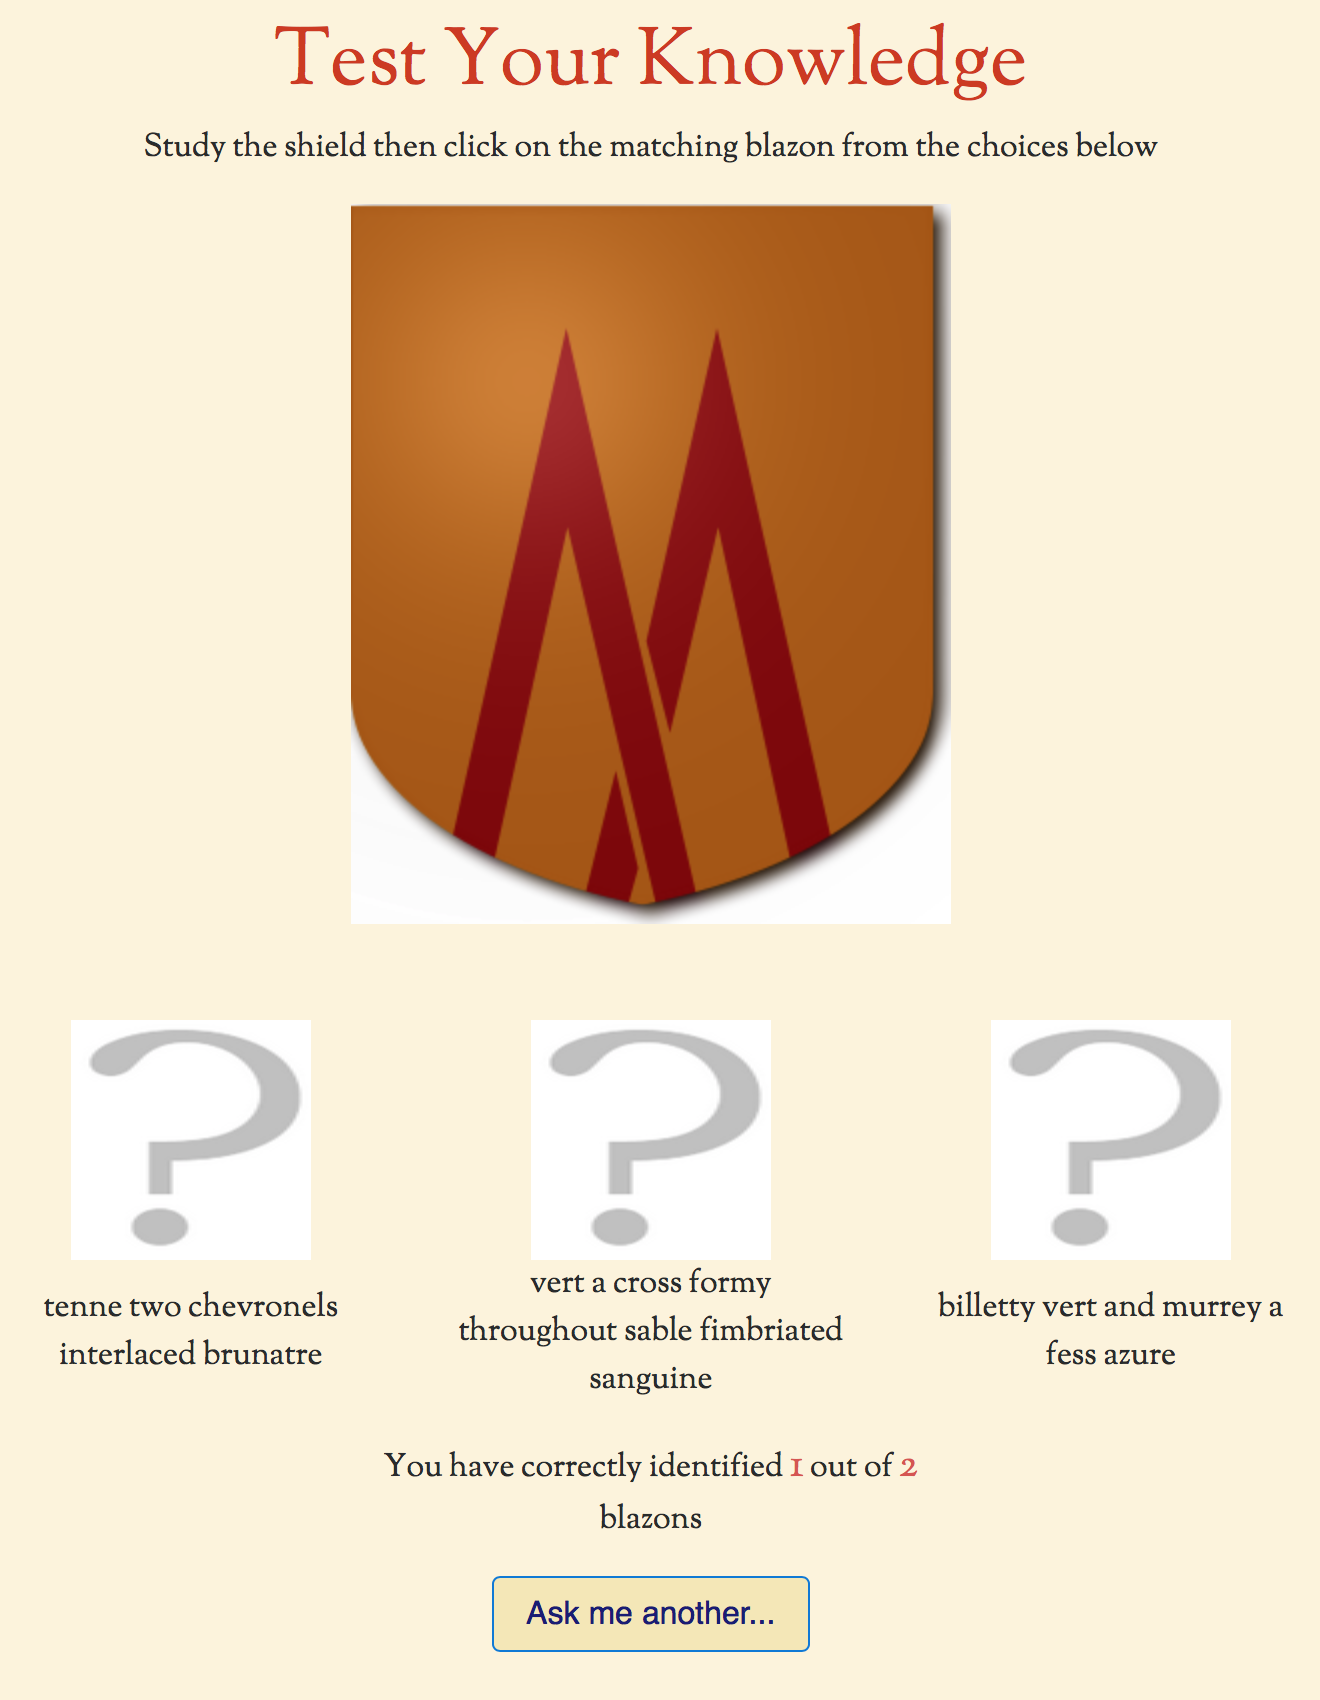 Test Your Knowledge
Study the shield then click on the matching blazon from the choices below
tenne two chevronels
interlaced brunatre
vert a cross formy
throughout sable fimbriated
sanguine
billetty vert and murrey a
fess azure
You have correctly identified 1 out of 2
blazons
Ask me another...